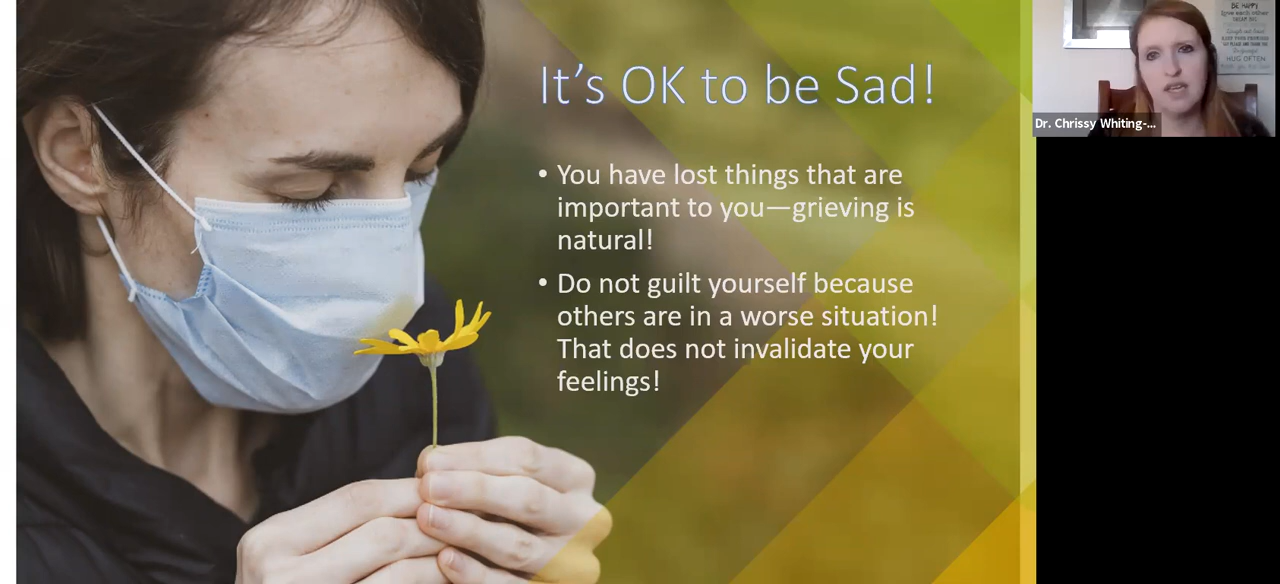 It's OK to be Sad!
• You have lost things that are
important to you—grieving is
natural!
• Do not guilt yourself because
others are in a worse situation!
That does not invalidate your
feelings!
BE HAPPY
HUG OFTEN
Dr. Chrissy Whiting-...